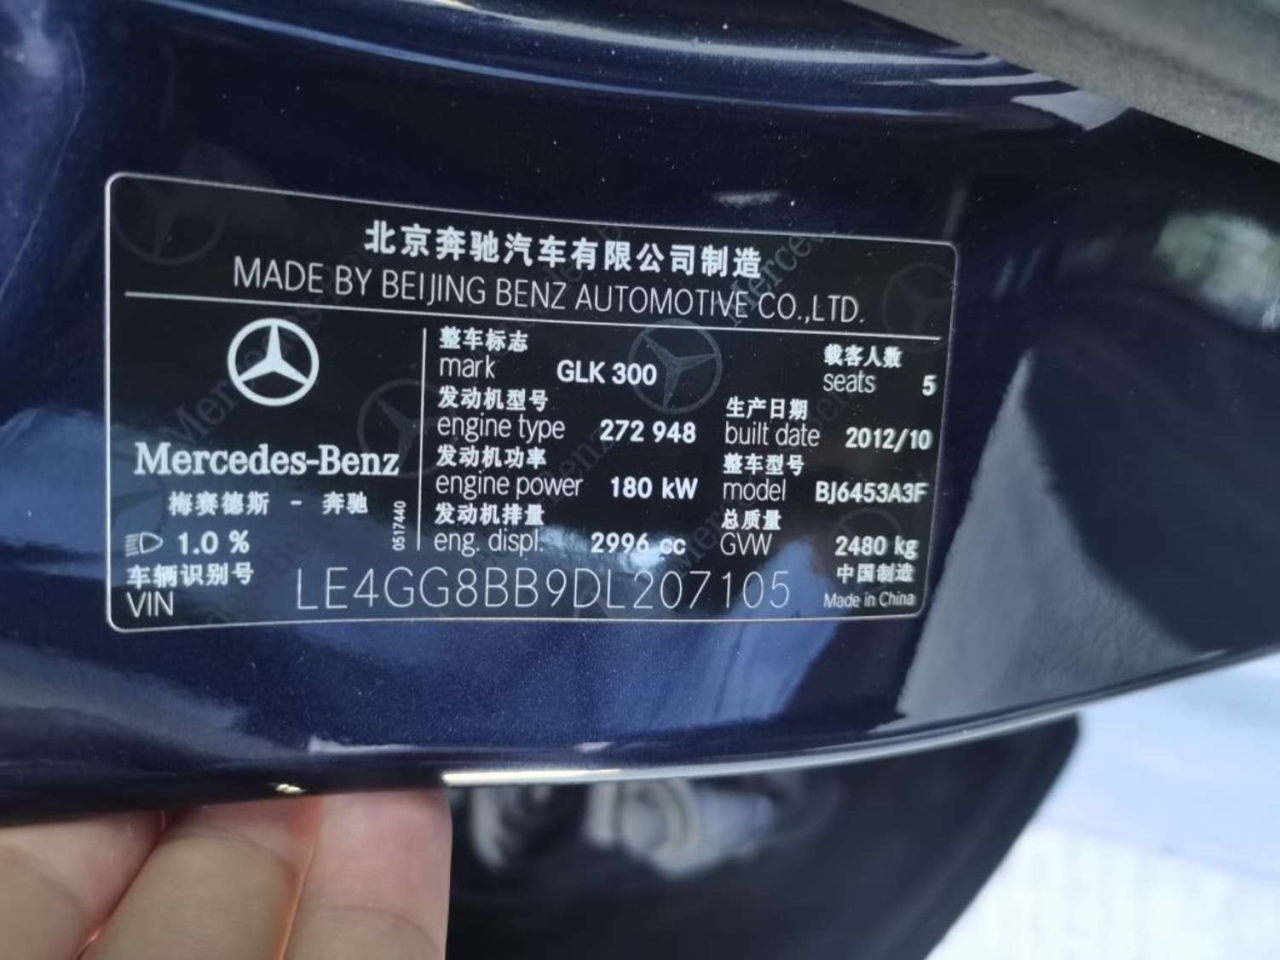 北京奔驰汽车有限公司制造
MADE BY BEIJING BENZ AUTOMOTIVE CO.,LTD.
Mercedes-Benz
梅赛德斯 - 奔驰
1.0 %
0517440
整车标志
mark GLK 300
载客人数
seats 5
发动机型号
engine type 272 948
生产日期
built date 2012/10
发动机功率
engine power 180 kW
整车型号
model BJ6453A3F
发动机排量
eng. displ. 2996 cc
总质量
GVW 2480 kg
车辆识别号
VIN LE4GG8BB9DL207105
中国制造
Made in China